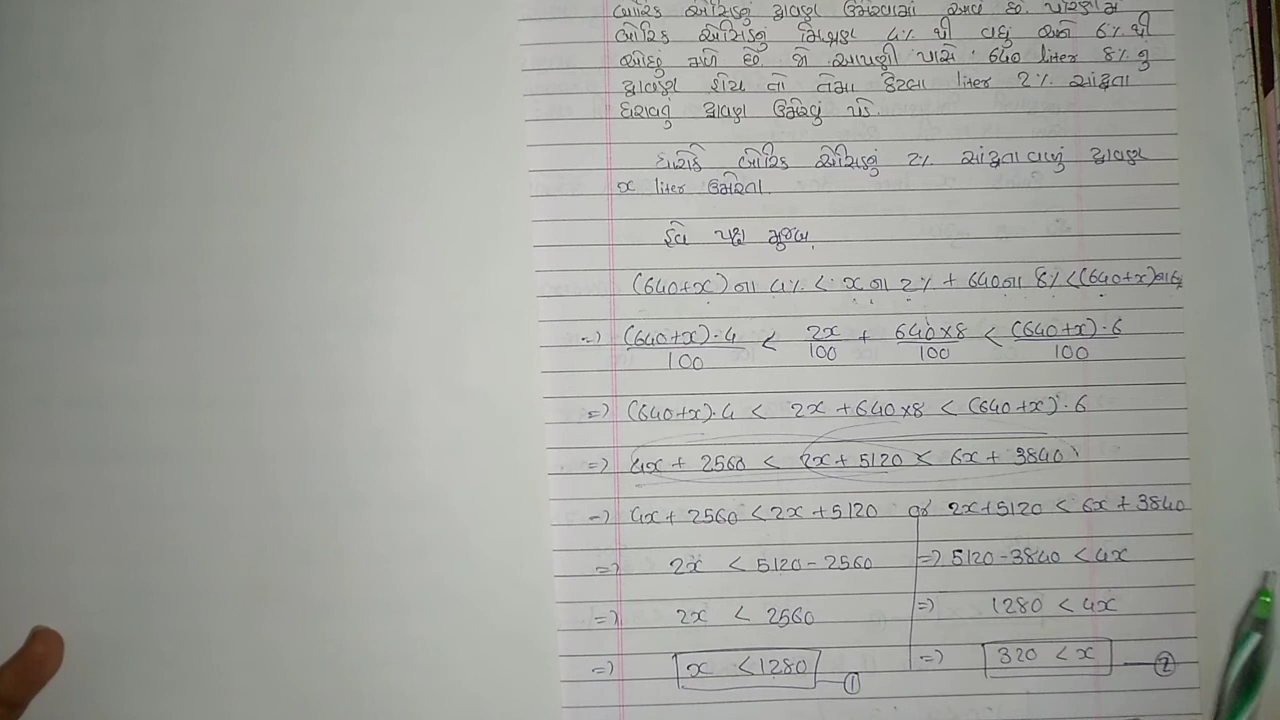 બોરિક એસિડનું દ્રાવણ ઉમેરવામાં આવે છે. પરિણામે
બોરિક એસિડનું મિશ્રણ 4% થી વધુ અને 6% થી
ઓછું મળે છે. જો આપણી પાસે 640 liter 8% નું
દ્રાવણ હોય તો તેમા કેટલા liter 2% સાંદ્રતા
ધરાવતું દ્રાવણ ઉમેરવું પડે.
ધારોકે બોરિક એસિડનું 2% સાંદ્રતા વાળું દ્રાવણ
x liter ઉમેરતા.
હવે પક્ષ મુજબ,
(640+x) ના 4% < x ના 2% + 640 ના 8% < (640+x) ના 6%
=> (640+x)·4/100 < 2x/100 + 640×8/100 < (640+x)·6/100
=> (640+x)·4 < 2x + 640×8 < (640+x)·6
=> 4x + 2560 < 2x + 5120 < 6x + 3840
=> 4x + 2560 < 2x + 5120 or 2x+5120 < 6x + 3840
=> 2x < 5120 - 2560 => 5120 - 3840 < 4x
=> 2x < 2560 => 1280 < 4x
=> x < 1280 — ① => 320 < x — ②